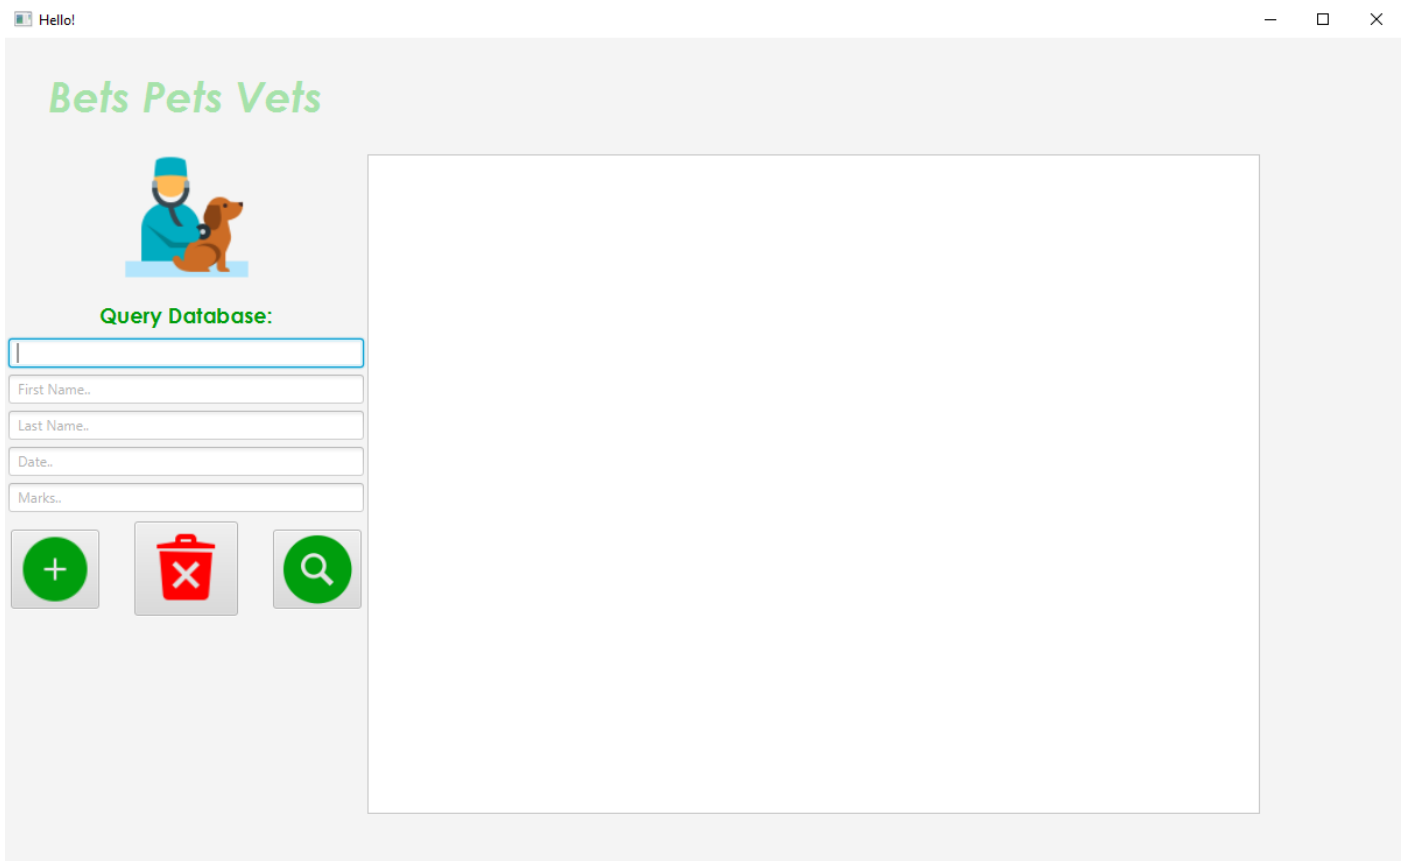 Hello!
Bets Pets Vets
Query Database:
First Name..
Last Name..
Date..
Marks..